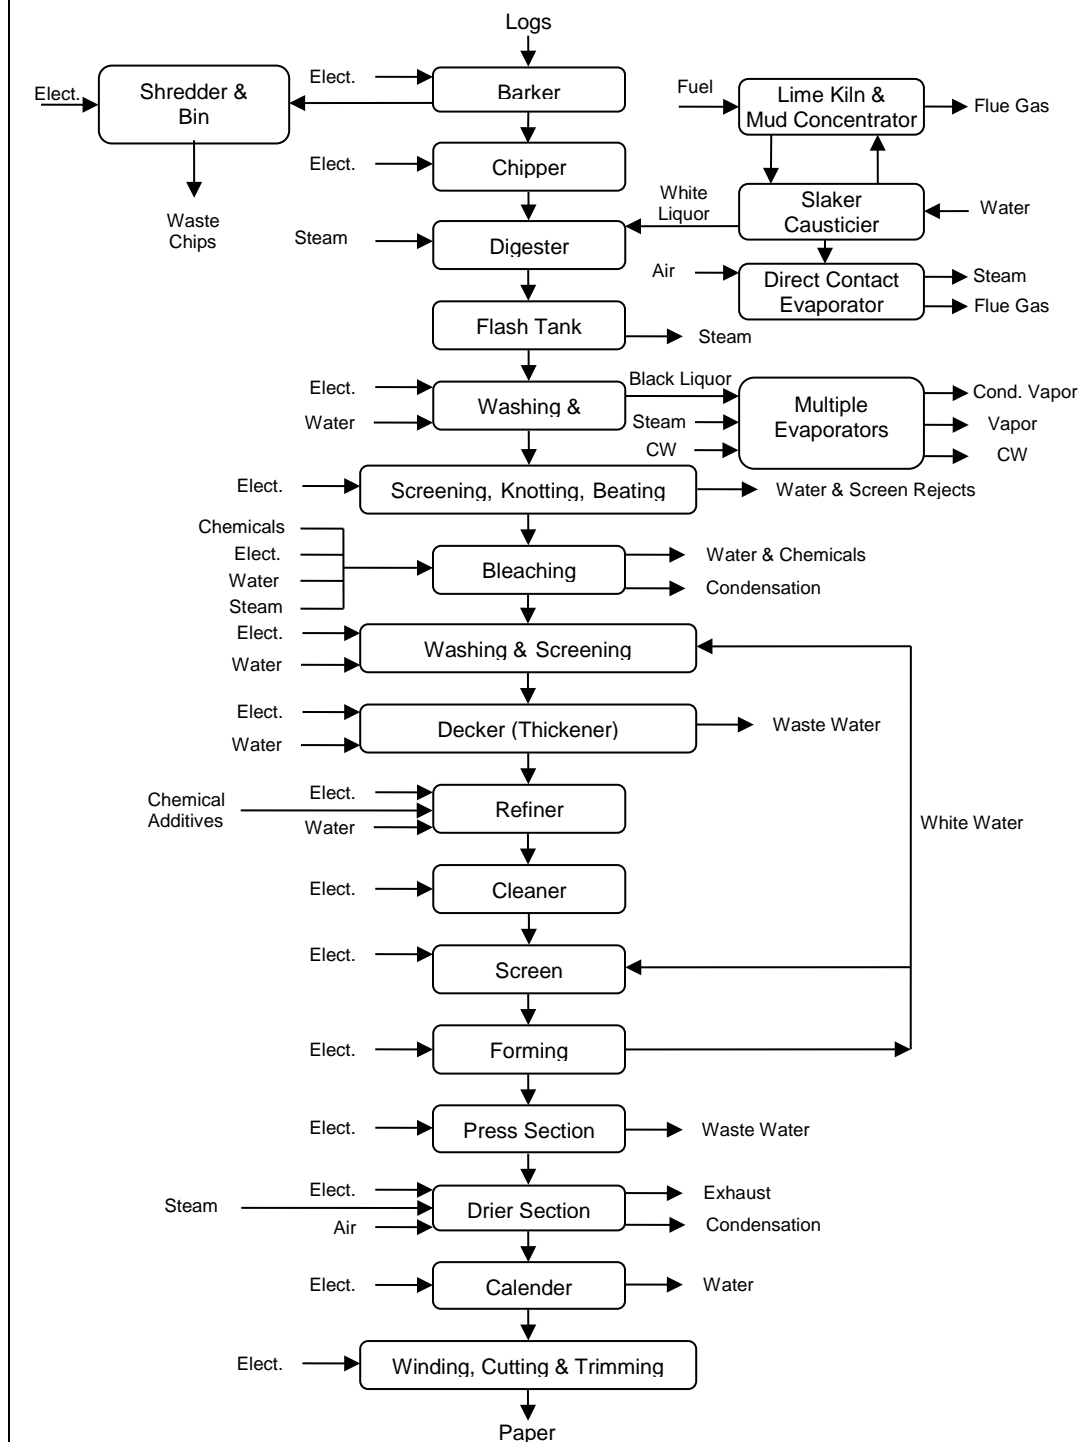 Logs
Elect.
Shredder &
Bin
Elect.
Barker
Fuel
Lime Kiln &
Mud Concentrator
Flue Gas
Elect.
Chipper
Waste
Chips
White
Liquor
Slaker
Causticier
Water
Steam
Digester
Air
Direct Contact
Evaporator
Steam
Flue Gas
Flash Tank
Steam
Elect.
Water
Washing &
Black Liquor
Steam
CW
Multiple
Evaporators
Cond. Vapor
Vapor
CW
Elect.
Screening, Knotting, Beating
Water & Screen Rejects
Chemicals
Elect.
Water
Steam
Bleaching
Water & Chemicals
Condensation
Elect.
Water
Washing & Screening
Elect.
Water
Decker (Thickener)
Waste Water
Chemical
Additives
Elect.
Water
Refiner
White Water
Elect.
Cleaner
Elect.
Screen
Elect.
Forming
Elect.
Press Section
Waste Water
Steam
Elect.
Air
Drier Section
Exhaust
Condensation
Elect.
Calender
Water
Elect.
Winding, Cutting & Trimming
Paper